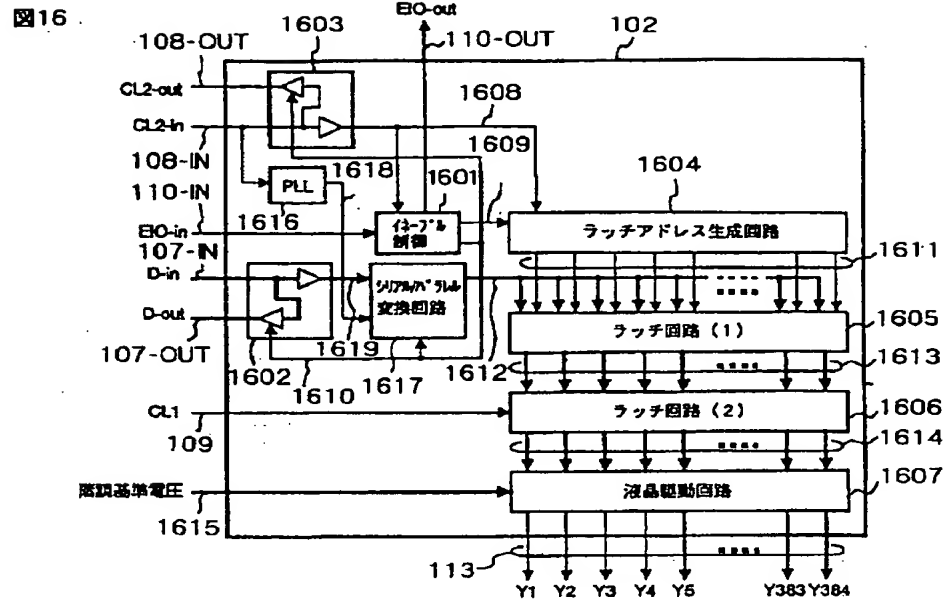 図16
EIO-out
108-OUT
1603
110-OUT
102
CL2-out
CL2-in
1608
1609
108-IN
1618
1601
1604
110-IN
PLL
1616
EIO-in
イネーブル
制御
ラッチアドレス生成回路
107-IN
1611
D-in
シリアル/パラレル
変換回路
D-out
ラッチ回路(1)
1605
107-OUT
1619
1612
1613
1602
1610
1617
CL1
ラッチ回路(2)
1606
109
1614
階調基準電圧
液晶駆動回路
1607
1615
113
Y1 Y2 Y3 Y4 Y5 Y383 Y384